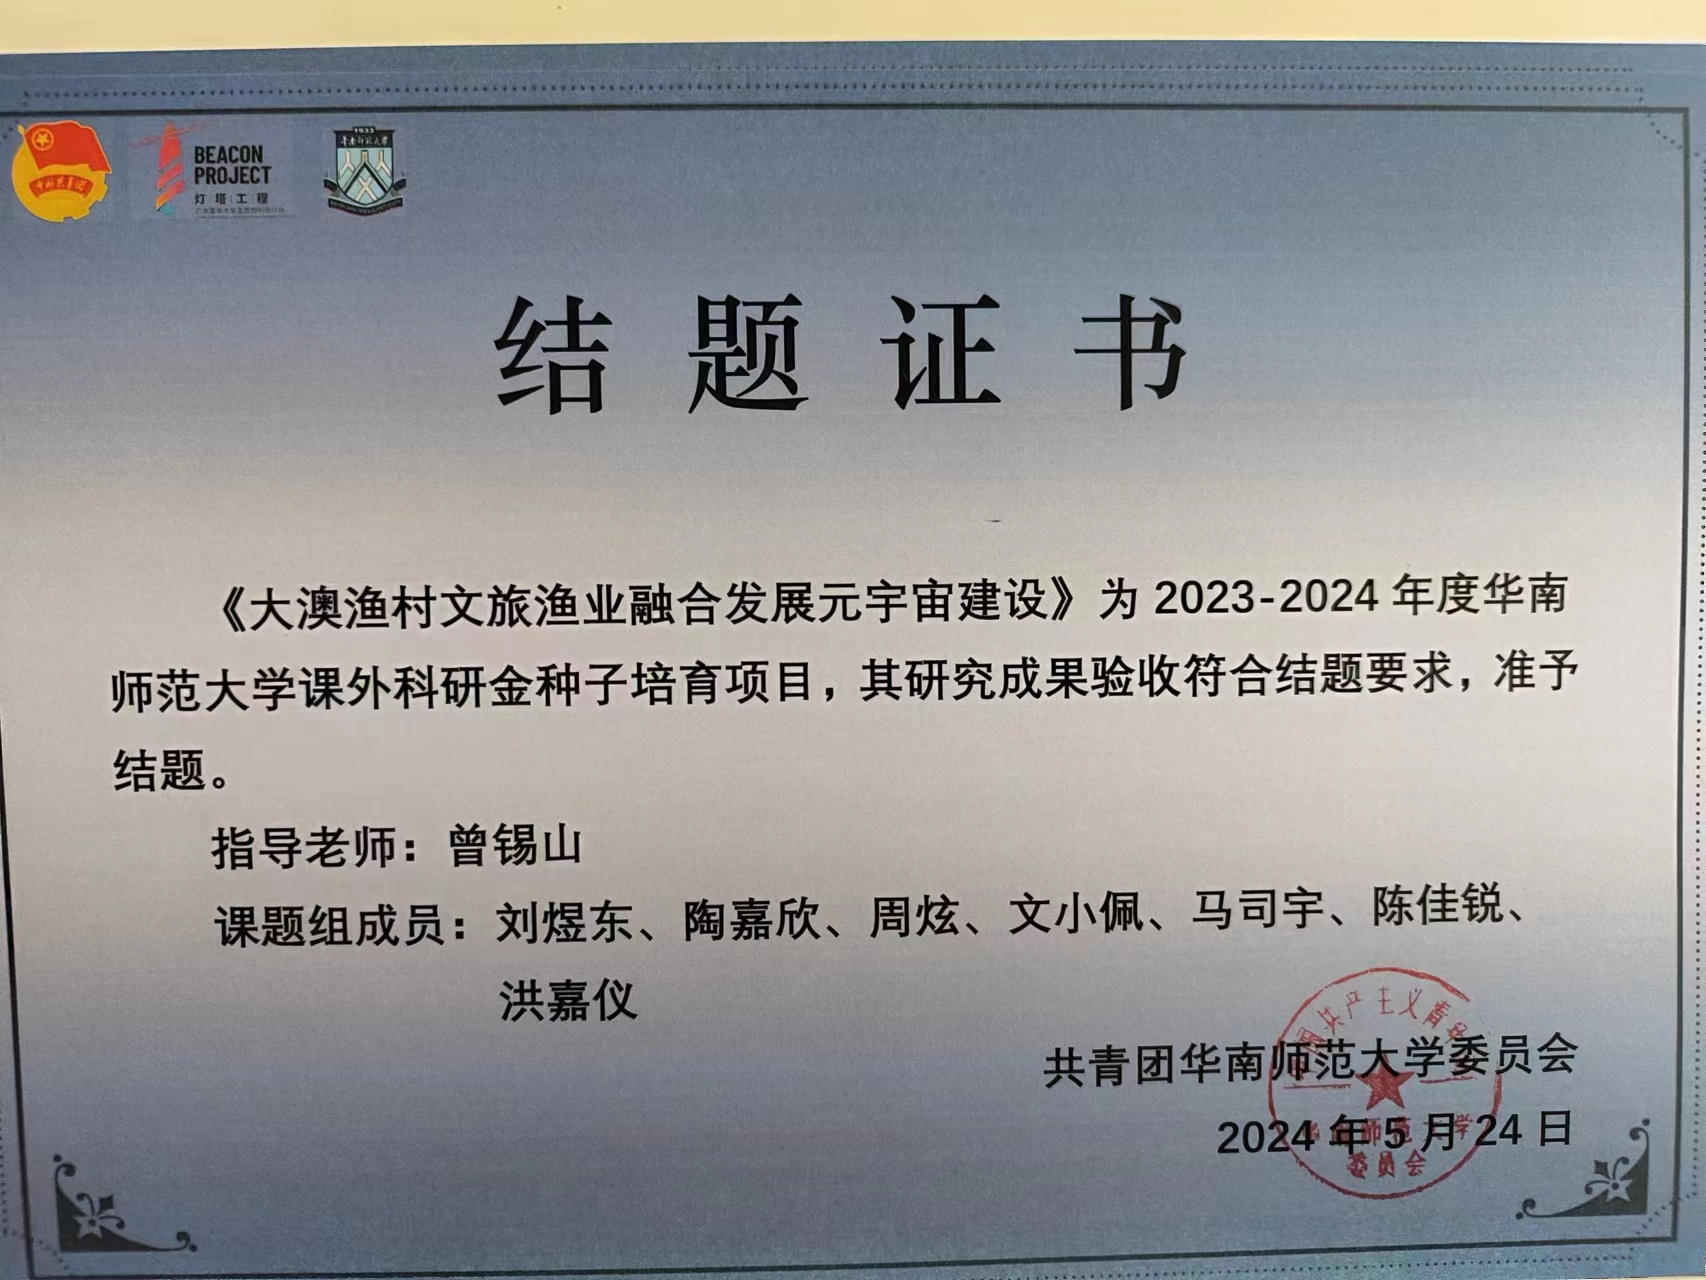 BEACON
PROJECT
灯塔工程
1933
结题证书
《大澳渔村文旅渔业融合发展元宇宙建设》为 2023-2024 年度华南
师范大学课外科研金种子培育项目，其研究成果验收符合结题要求，准予
结题。
指导老师：曾锡山
课题组成员：刘煜东、陶嘉欣、周炫、文小佩、马司宇、陈佳锐、
洪嘉仪
共青团华南师范大学委员会
2024 年 5 月 24 日
委员会